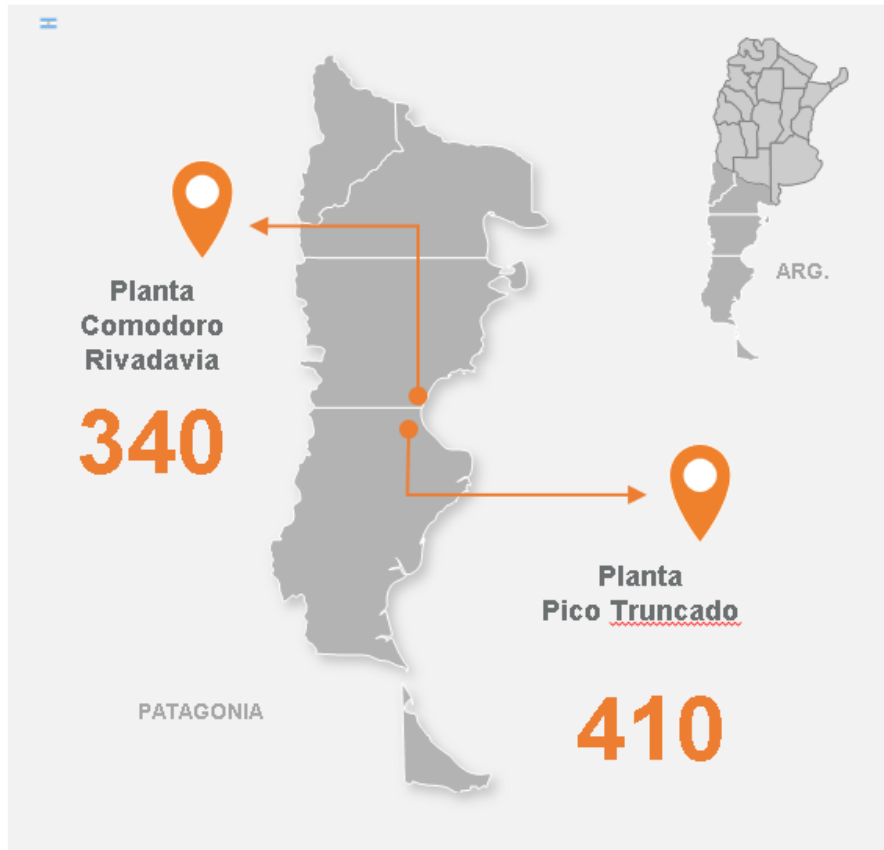 Planta
Comodoro
Rivadavia
340
ARG.
Planta
Pico Truncado
410
PATAGONIA